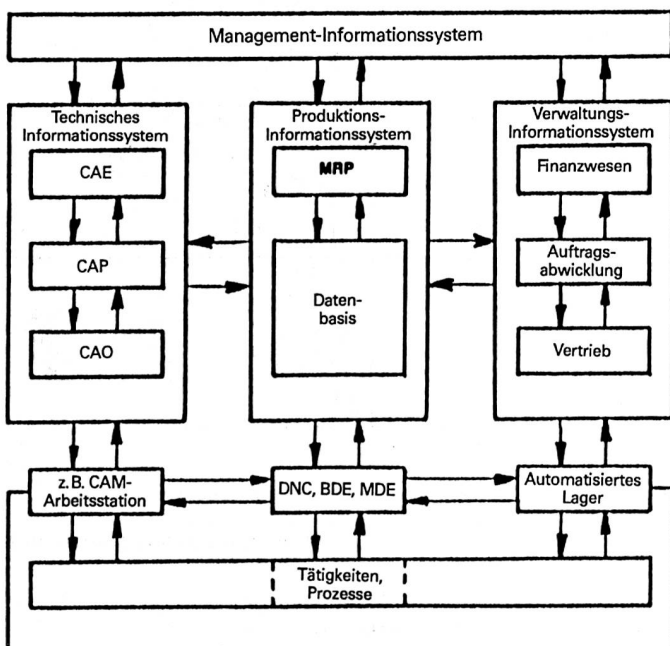 Management-Informationssystem
Technisches
Informationssystem
CAE
CAP
CAO
Produktions-
Informationssystem
MRP
Daten-
basis
Verwaltungs-
Informationssystem
Finanzwesen
Auftrags-
abwicklung
Vertrieb
z.B. CAM-
Arbeitsstation
DNC, BDE, MDE
Automatisiertes
Lager
Tätigkeiten,
Prozesse